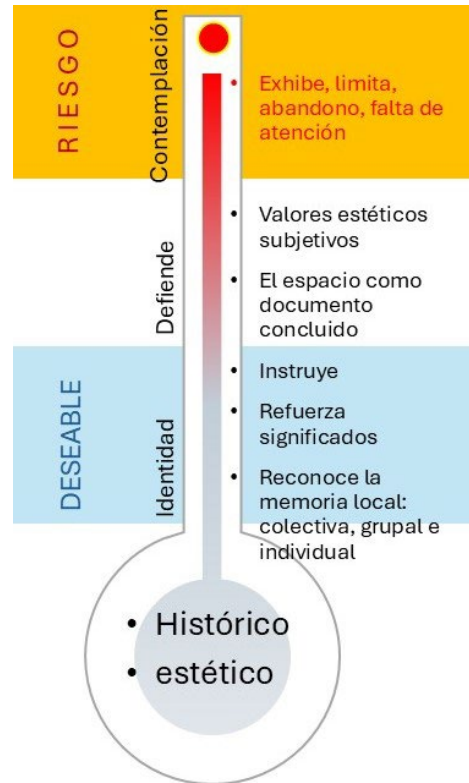 RIESGO
Contemplación
• Exhibe, limita,
abandono, falta de
atención
Defiende
• Valores estéticos
subjetivos
• El espacio como
documento
concluido
DESEABLE
Identidad
• Instruye
• Refuerza
significados
• Reconoce la
memoria local:
colectiva, grupal e
individual
• Histórico
• estético